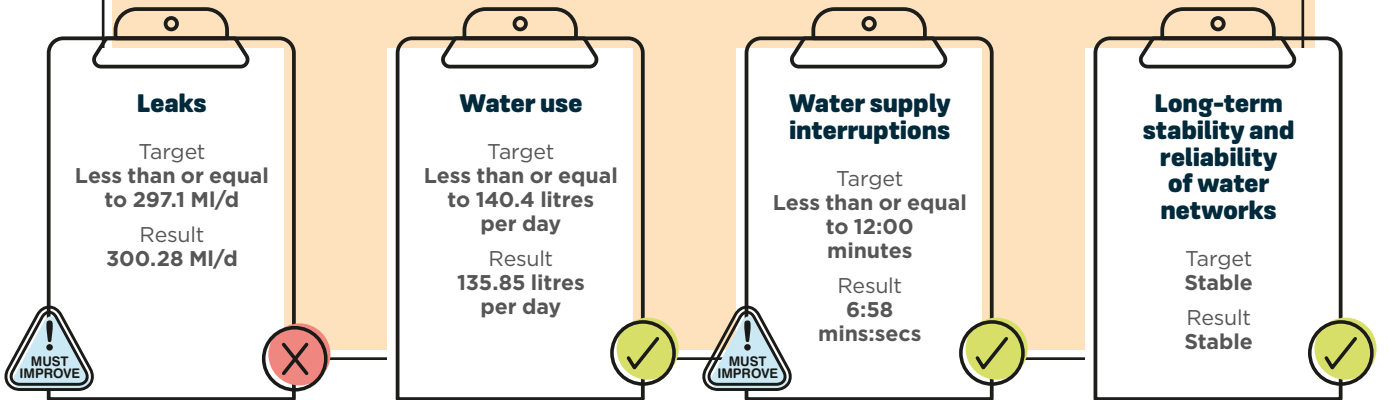 Leaks
Target
Less than or equal
to 297.1 Ml/d
Result
300.28 Ml/d
!
MUST
IMPROVE
Water use
Target
Less than or equal
to 140.4 litres
per day
Result
135.85 litres
per day
Water supply
interruptions
Target
Less than or equal
to 12:00
minutes
Result
6:58
mins:secs
!
MUST
IMPROVE
Long-term
stability and
reliability
of water
networks
Target
Stable
Result
Stable